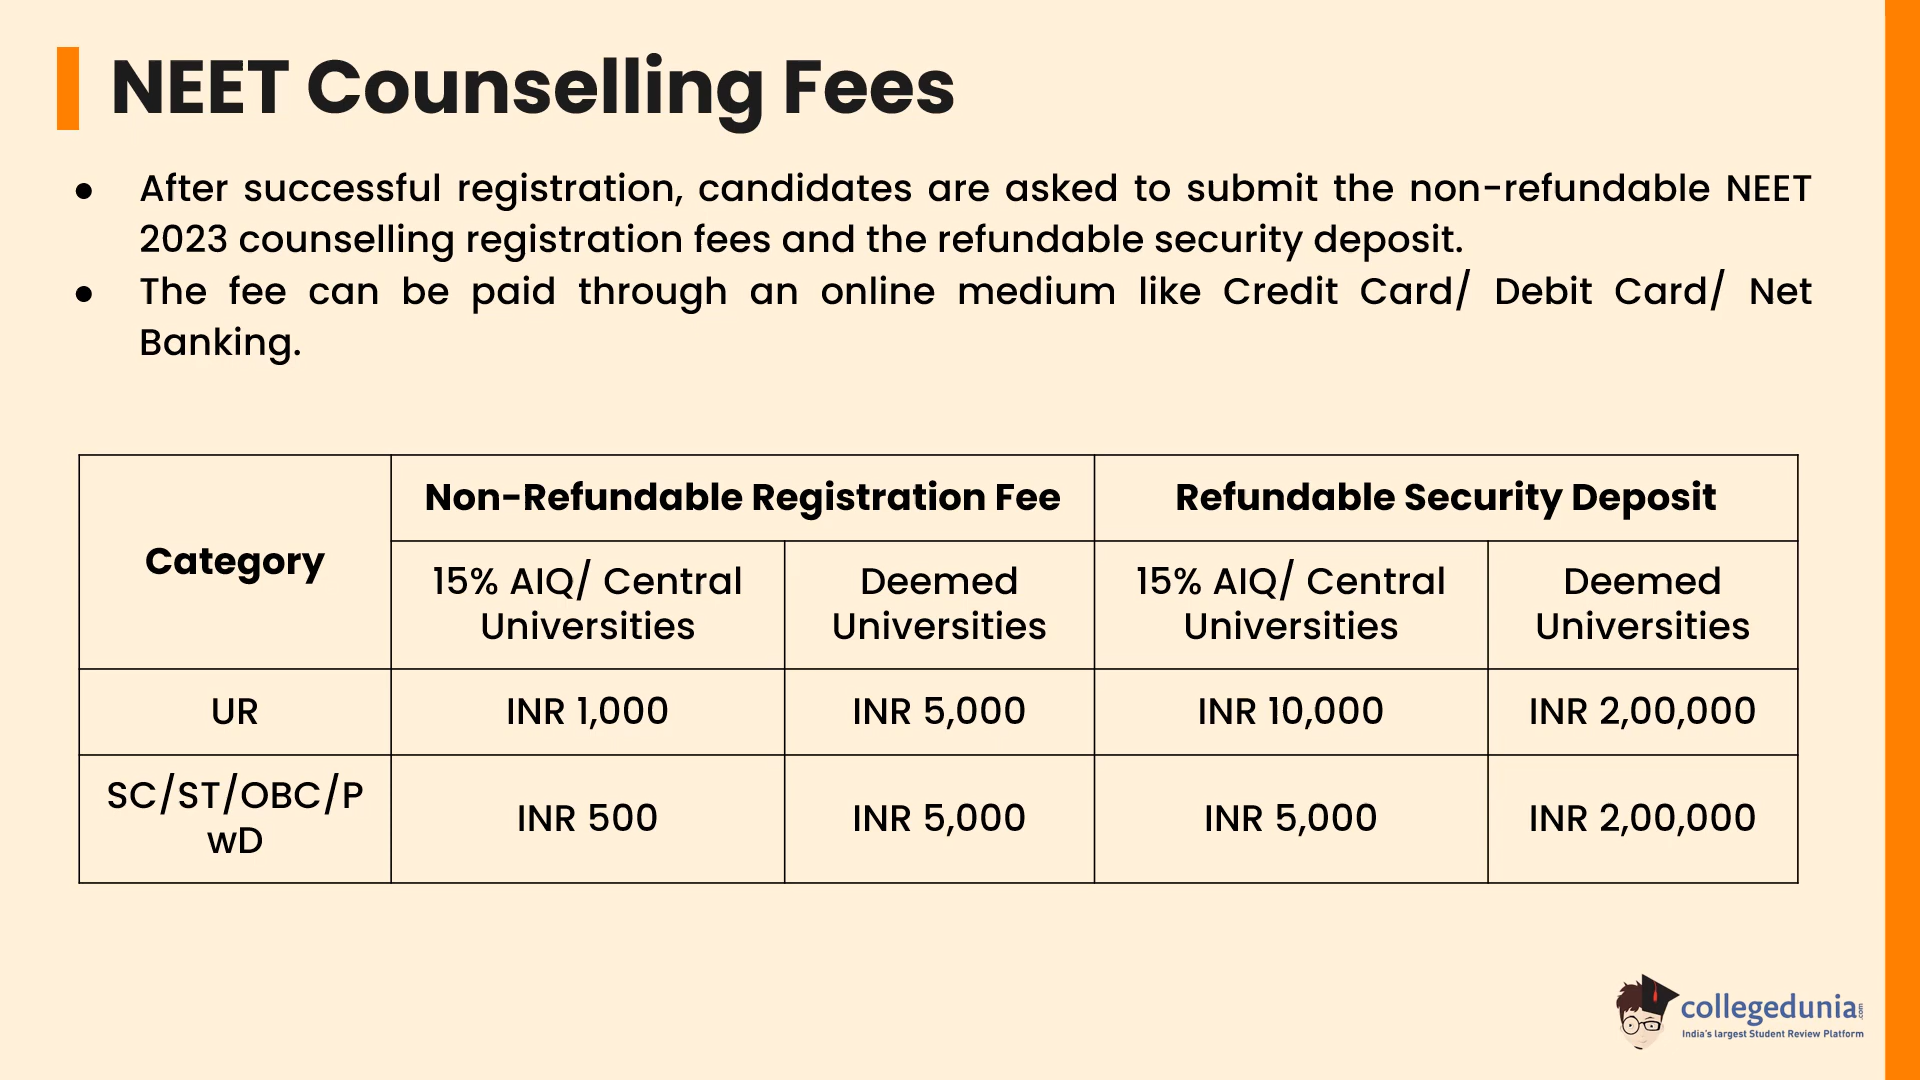 NEET Counselling Fees
● After successful registration, candidates are asked to submit the non-refundable NEET
2023 counselling registration fees and the refundable security deposit.
● The fee can be paid through an online medium like Credit Card/ Debit Card/ Net
Banking.
Category
Non-Refundable Registration Fee
Refundable Security Deposit
15% AIQ/ Central
Universities
Deemed
Universities
15% AIQ/ Central
Universities
Deemed
Universities
UR
INR 1,000
INR 5,000
INR 10,000
INR 2,00,000
SC/ST/OBC/P
wD
INR 500
INR 5,000
INR 5,000
INR 2,00,000
collegedunia
.com
India's largest Student Review Platform